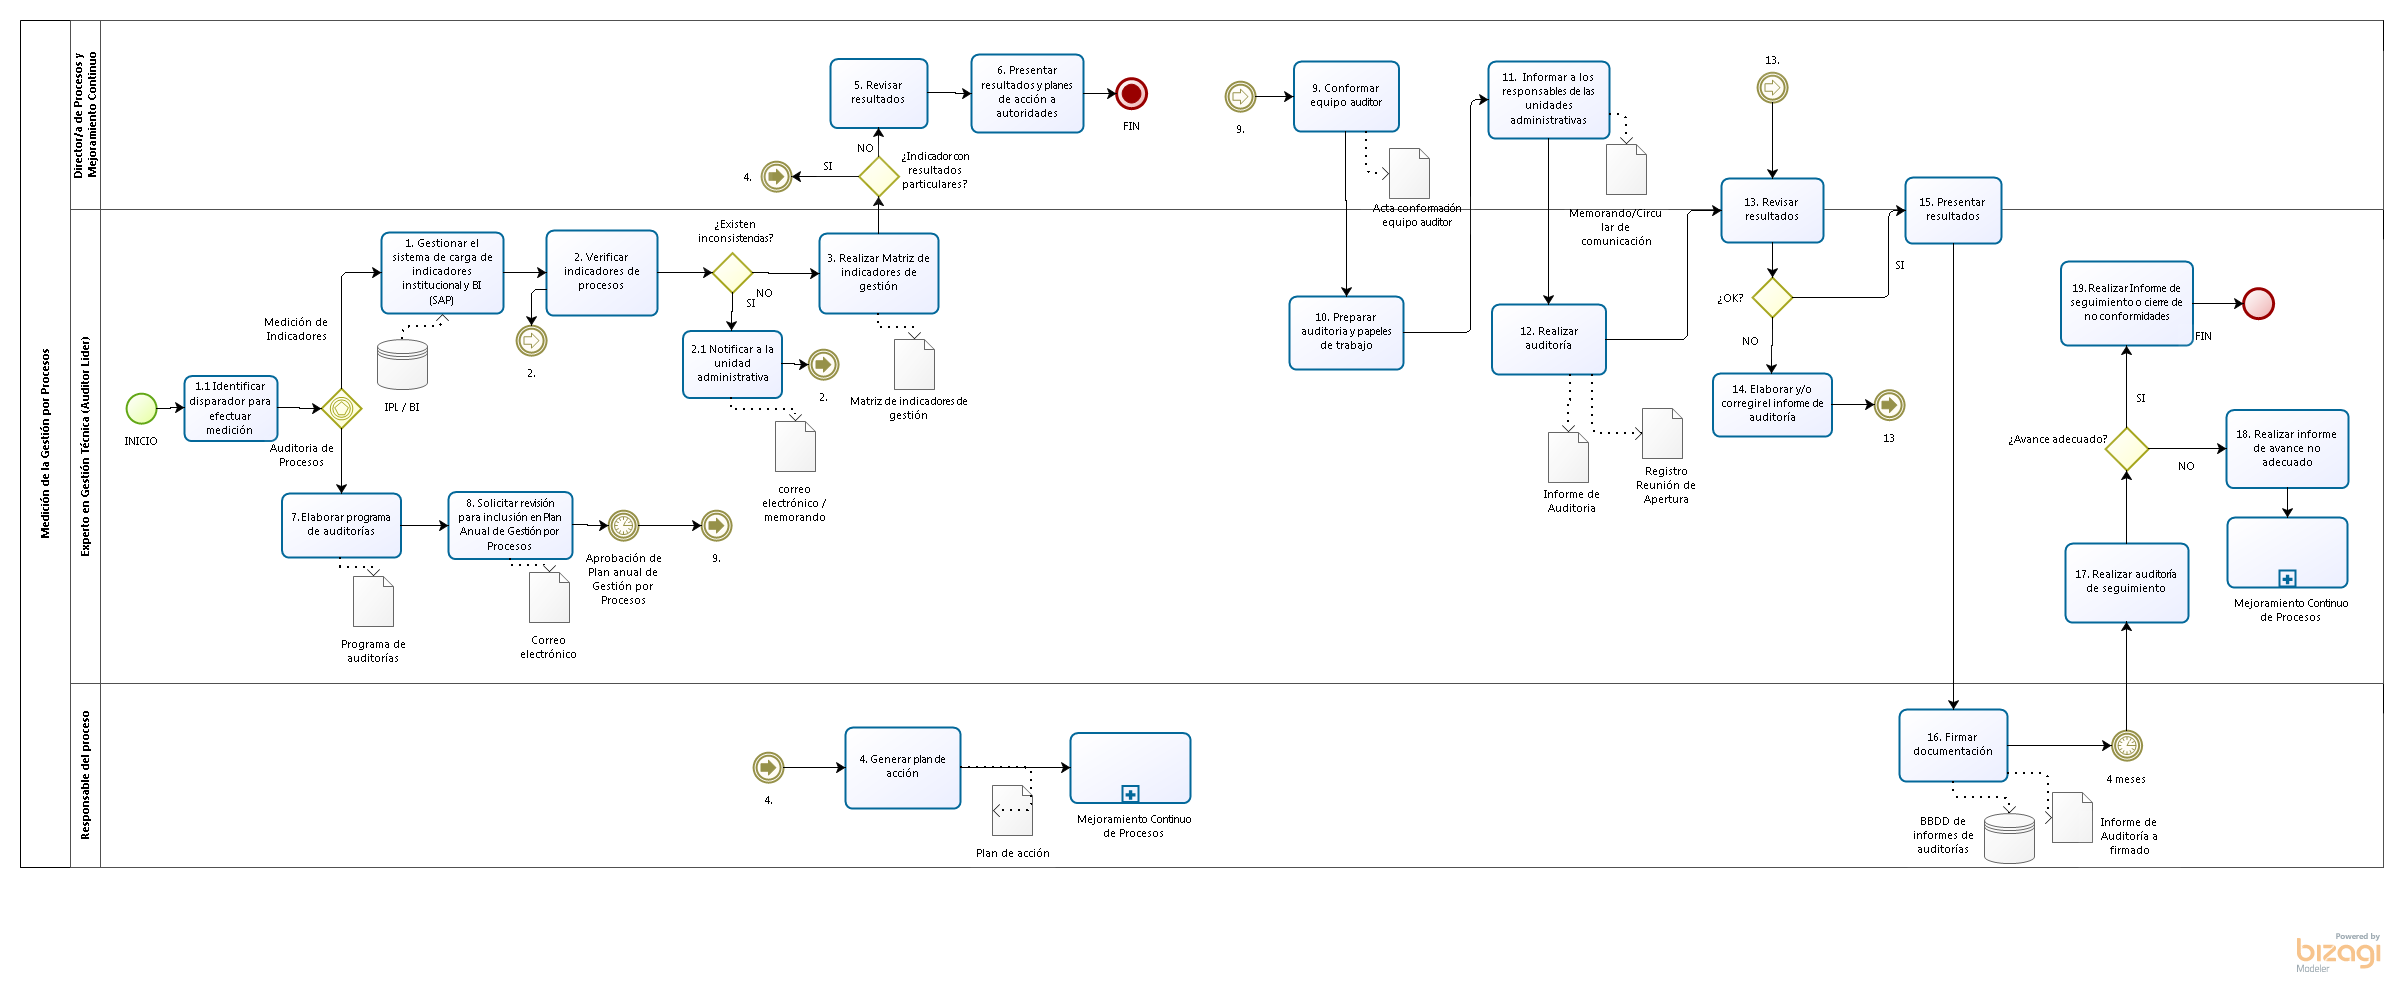 Medición de la Gestión por Procesos
Director/a de Procesos y
Mejoramiento Continuo
5. Revisar
resultados
6. Presentar
resultados y planes
de acción a
autoridades
FIN
NO
SI
4.
¿Indicador con
resultados
particulares?
9.
9. Conformar
equipo auditor
Acta conformación
equipo auditor
11. Informar a los
responsables de las
unidades
administrativas
Memorando/Circu
lar de
comunicación
13.
13. Revisar
resultados
15. Presentar
resultados
Experto en Gestión Técnica (Auditor Lider)
INICIO
1.1 Identificar
disparador para
efectuar
medición
Medición de
Indicadores
Auditoria de
Procesos
1. Gestionar el
sistema de carga de
indicadores
institucional y BI
(SAP)
IPL / BI
2. Verificar
indicadores de
procesos
2.
¿Existen
inconsistencias?
NO
SI
2.1 Notificar a la
unidad
administrativa
2.
correo
electrónico /
memorando
3. Realizar Matriz de
indicadores de
gestión
Matriz de indicadores de
gestión
7. Elaborar programa
de auditorías
Programa de
auditorías
8. Solicitar revisión
para inclusión en Plan
Anual de Gestión por
Procesos
Correo
electrónico
Aprobación de
Plan anual de
Gestión por
Procesos
9.
10. Preparar
auditoria y papeles
de trabajo
12. Realizar
auditoría
Informe de
Auditoria
Registro
Reunión de
Apertura
¿OK?
SI
NO
14. Elaborar y/o
corregir el informe de
auditoría
13
19. Realizar Informe de
seguimiento o cierre de
no conformidades
FIN
SI
¿Avance adecuado?
NO
18. Realizar informe
de avance no
adecuado
17. Realizar auditoría
de seguimiento
Mejoramiento Continuo
de Procesos
Responsable del proceso
4.
4. Generar plan de
acción
Plan de acción
Mejoramiento Continuo
de Procesos
16. Firmar
documentación
4 meses
BBDD de
informes de
auditorías
Informe de
Auditoría a
firmado
Powered by
bizagi
Modeler